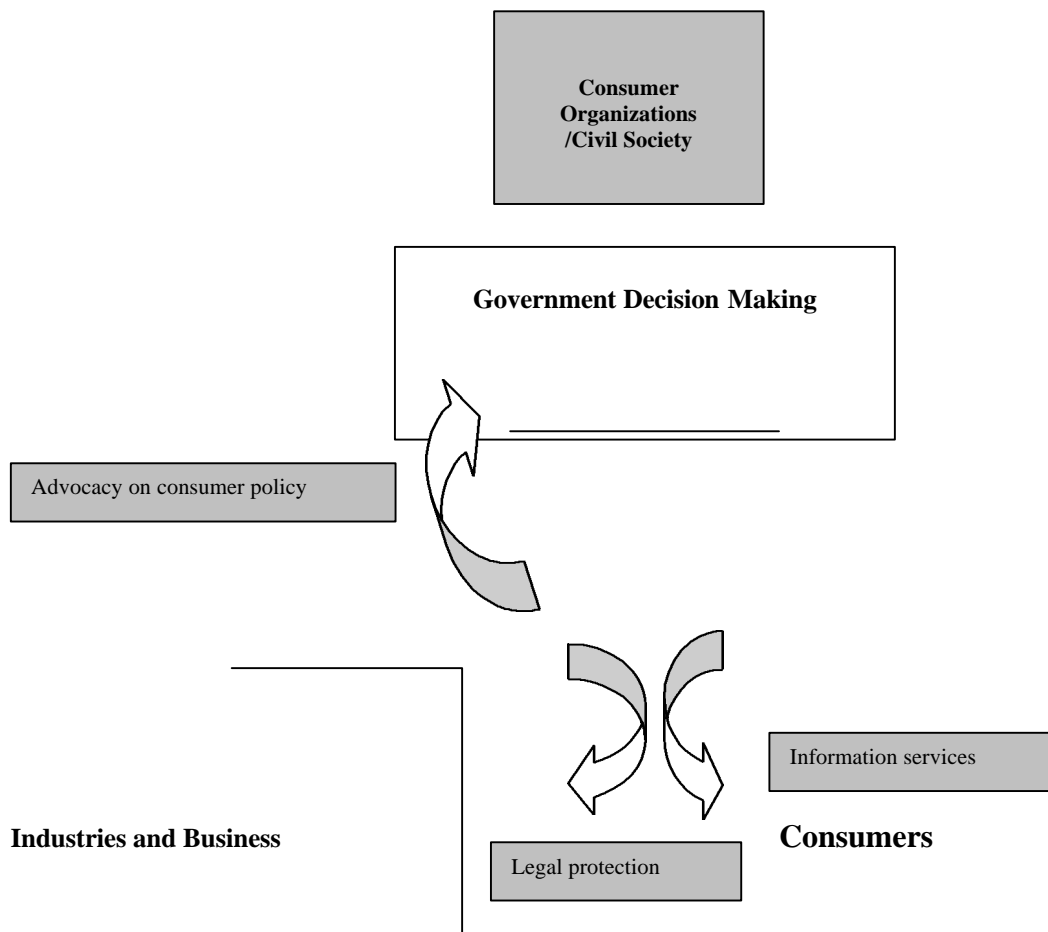 Consumer
Organizations
/Civil Society
Government Decision Making
Advocacy on consumer policy
Information services
Industries and Business
Consumers
Legal protection